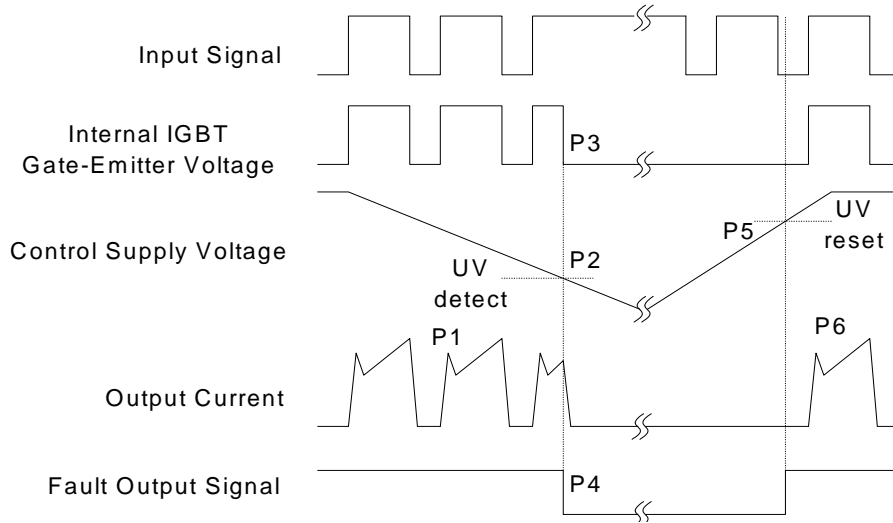 Input Signal
Internal IGBT
Gate-Emitter Voltage
P3
Control Supply Voltage
P5
UV
reset
P2
UV
detect
P1
P6
Output Current
Fault Output Signal
P4